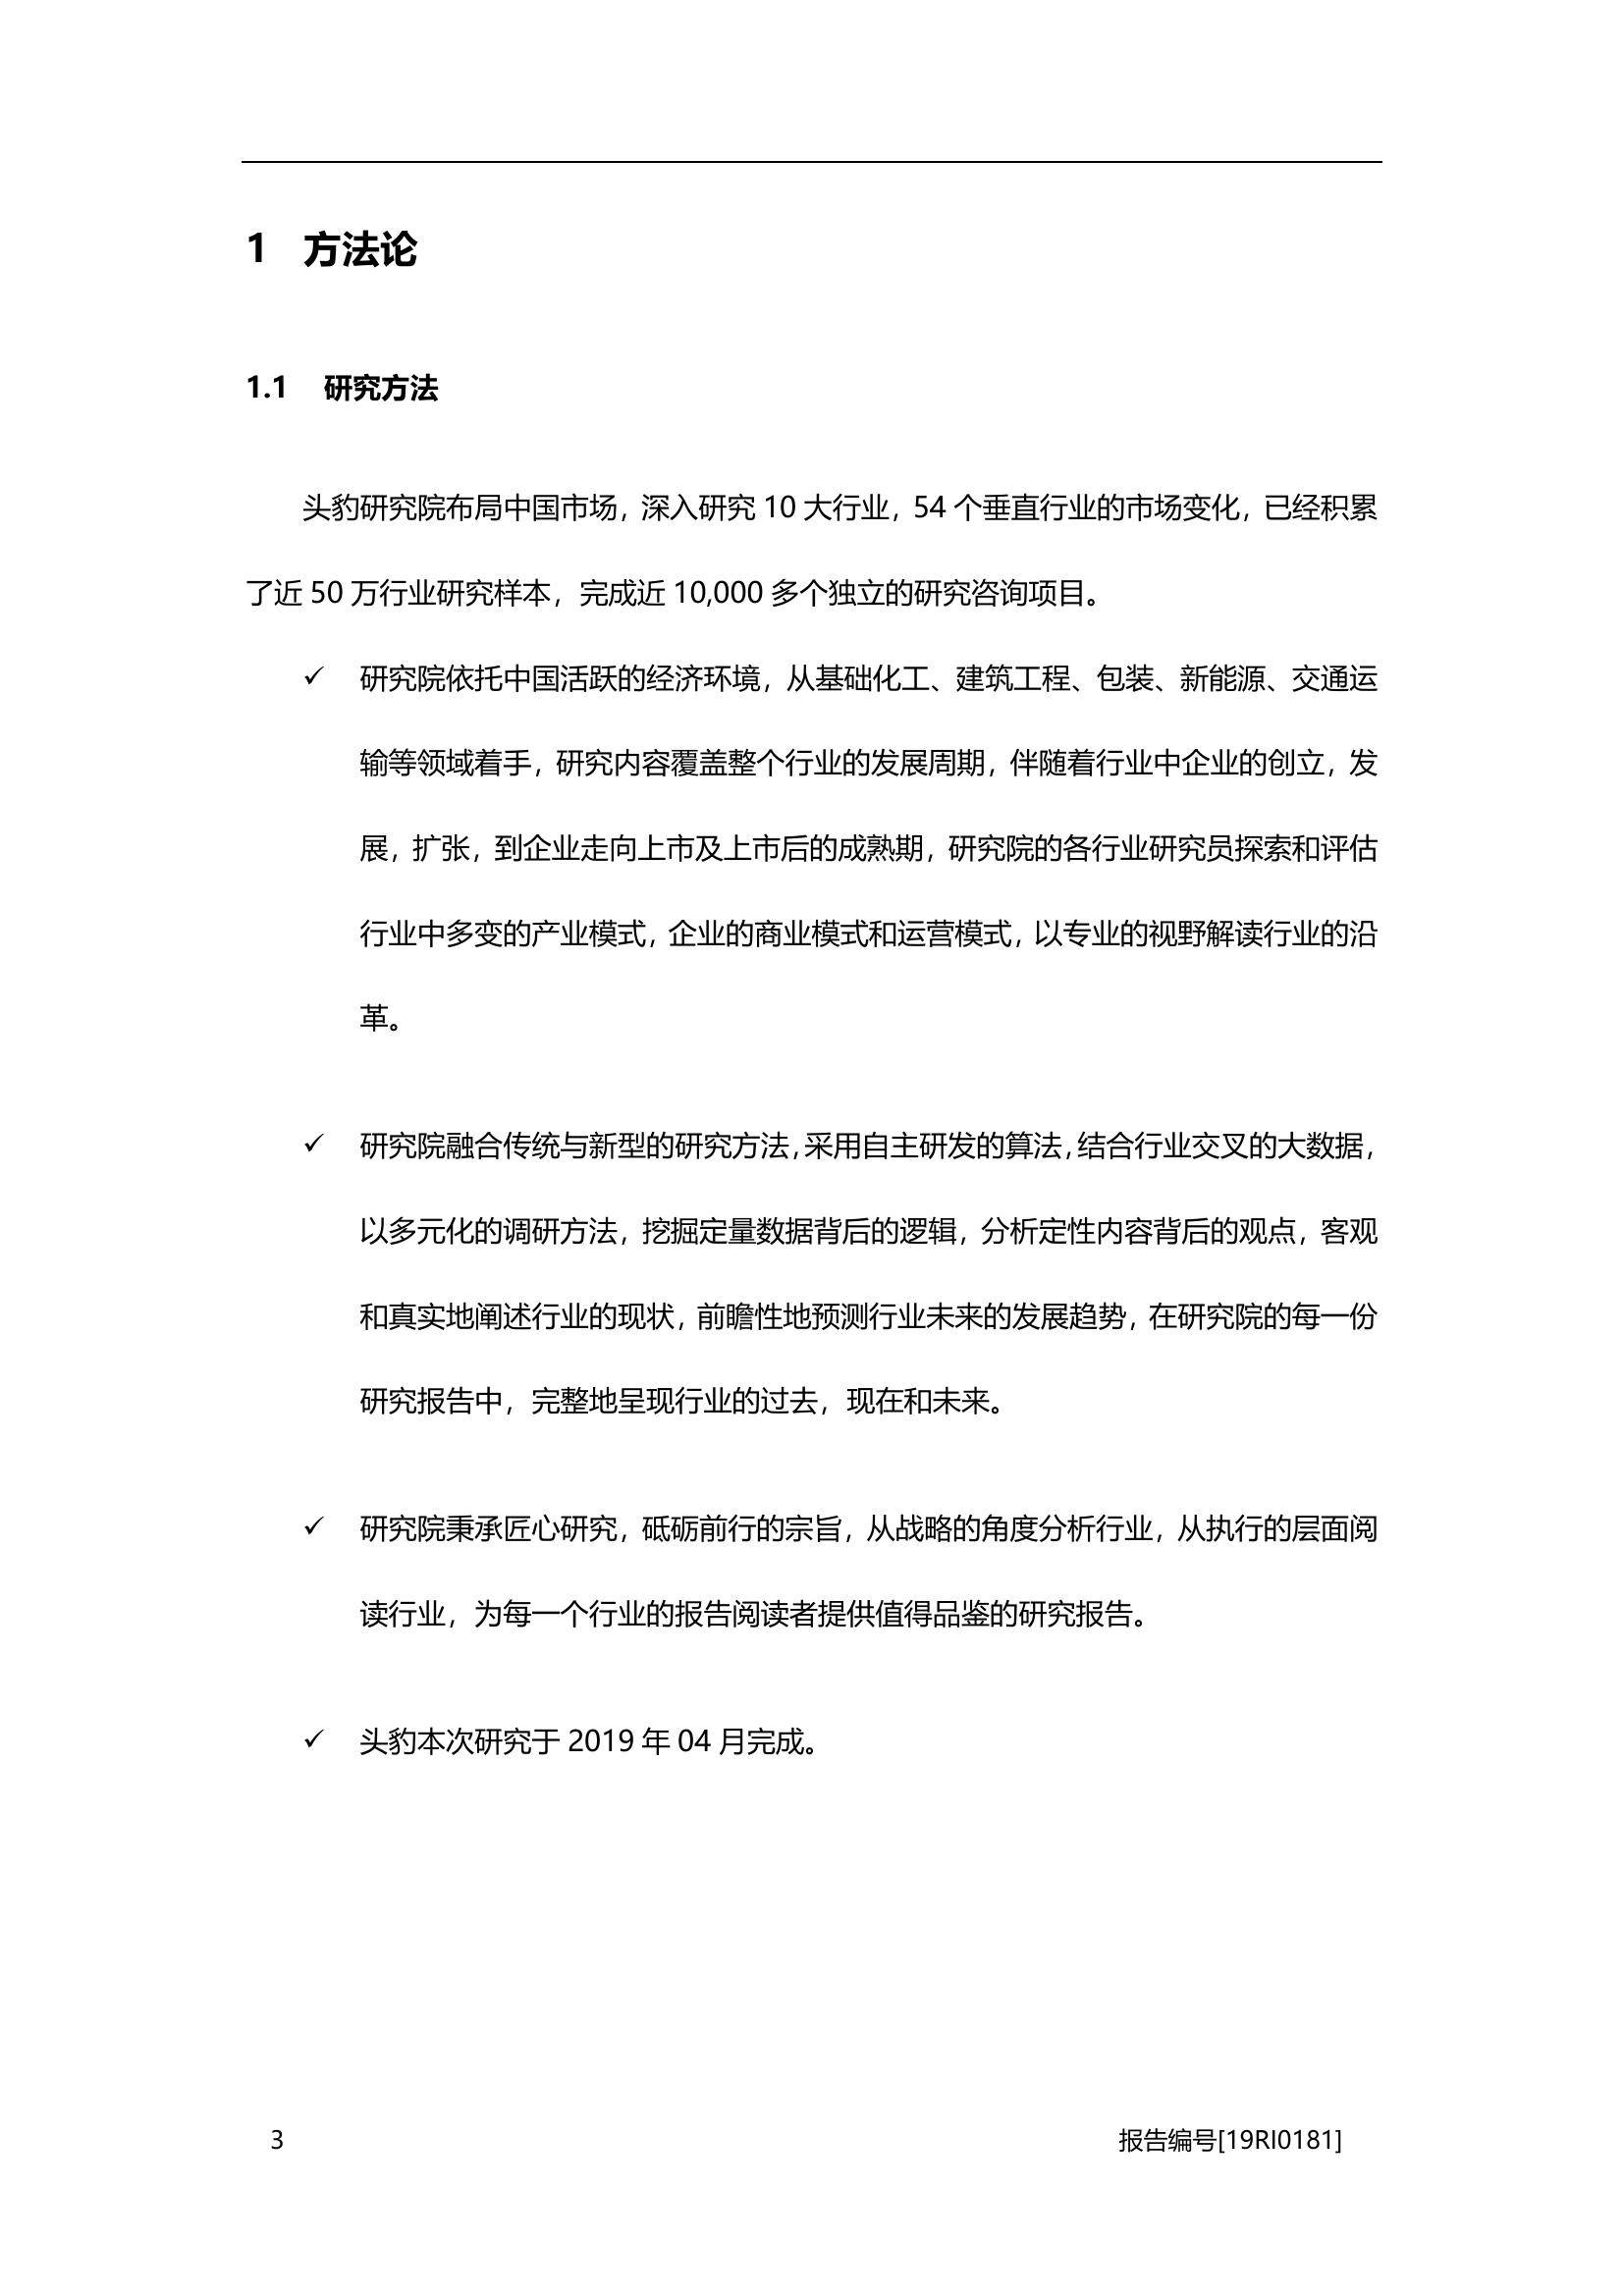 1 方法论
1.1 研究方法
头豹研究院布局中国市场，深入研究 10 大行业，54 个垂直行业的市场变化，已经积累
了近 50 万行业研究样本，完成近 10,000 多个独立的研究咨询项目。
✓ 研究院依托中国活跃的经济环境，从基础化工、建筑工程、包装、新能源、交通运
输等领域着手，研究内容覆盖整个行业的发展周期，伴随着行业中企业的创立，发
展，扩张，到企业走向上市及上市后的成熟期，研究院的各行业研究员探索和评估
行业中多变的产业模式，企业的商业模式和运营模式，以专业的视野解读行业的沿
革。
✓ 研究院融合传统与新型的研究方法，采用自主研发的算法，结合行业交叉的大数据，
以多元化的调研方法，挖掘定量数据背后的逻辑，分析定性内容背后的观点，客观
和真实地阐述行业的现状，前瞻性地预测行业未来的发展趋势，在研究院的每一份
研究报告中，完整地呈现行业的过去，现在和未来。
✓ 研究院秉承匠心研究，砥砺前行的宗旨，从战略的角度分析行业，从执行的层面阅
读行业，为每一个行业的报告阅读者提供值得品鉴的研究报告。
✓ 头豹本次研究于 2019 年 04 月完成。
3 报告编号[19RI0181]